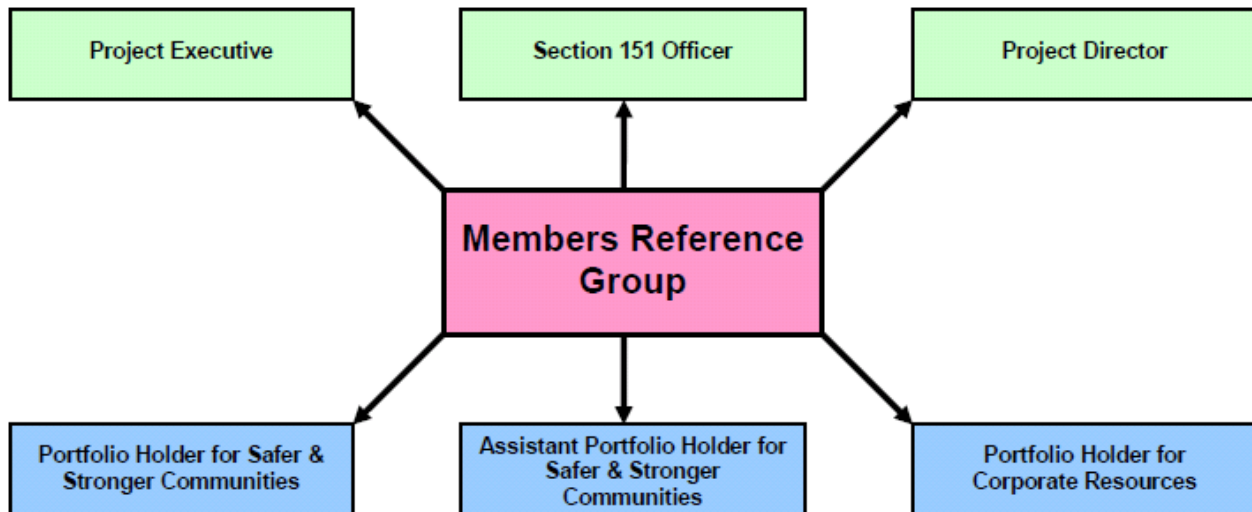 Project Executive
Section 151 Officer
Project Director
Members Reference
Group
Portfolio Holder for Safer &
Stronger Communities
Assistant Portfolio Holder for
Safer & Stronger
Communities
Portfolio Holder for
Corporate Resources